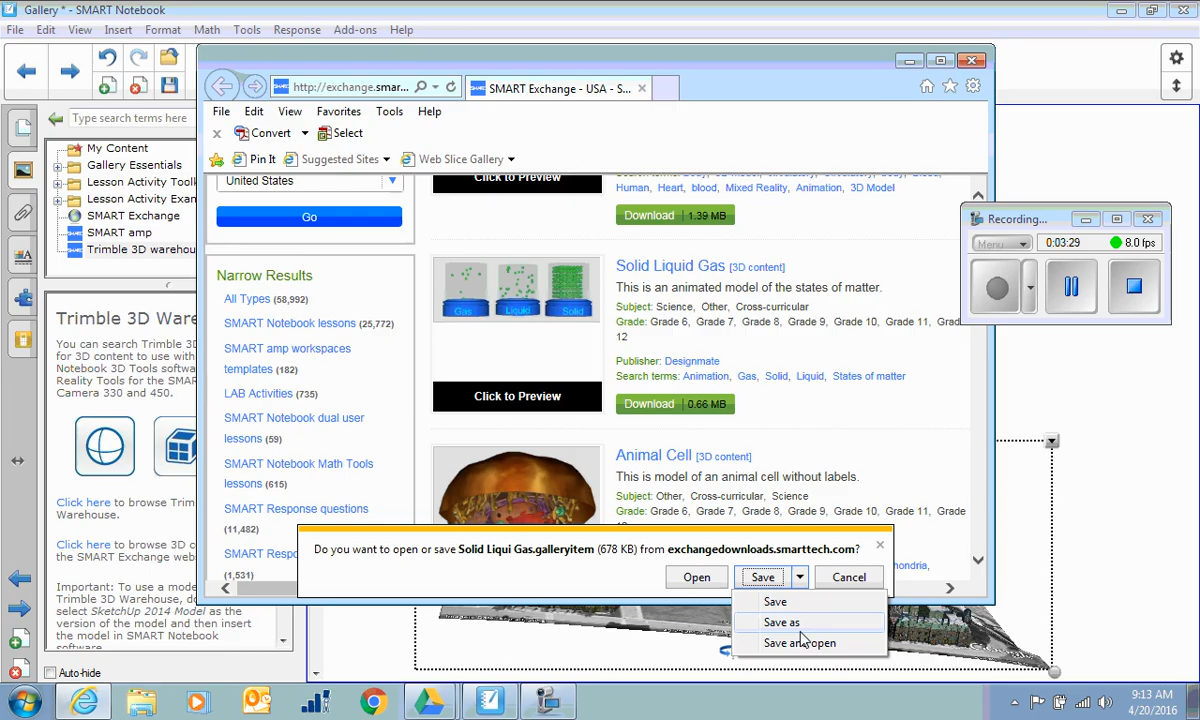 Gallery * - SMART Notebook
File Edit View Insert Format Math Tools Response Add-ons Help
Type search terms here
My Content
Gallery Essentials
Lesson Activity Toolk
Lesson Activity Exan
SMART Exchange
SMART amp
Trimble 3D warehou
Trimble 3D Ware
You can search Trimble 3D
for 3D content to use with
Notebook 3D Tools softwa
Reality Tools for the SMAR
Camera 330 and 450.
Click here to browse Trim
Warehouse.
Click here to browse 3D c
the SMART Exchange web
Important: To use a mode
Trimble 3D Warehouse, do
select SketchUp 2014 Model as the
version of the model and then insert
the model in SMART Notebook
software.
Auto-hide
http://exchange.smar...
SMART Exchange - USA - S...
File Edit View Favorites Tools Help
Convert Select
Pin It Suggested Sites Web Slice Gallery
United States
Go
Narrow Results
All Types (58,992)
SMART Notebook lessons (25,772)
SMART amp workspaces
templates (182)
LAB Activities (735)
SMART Notebook dual user
lessons (59)
SMART Notebook Math Tools
lessons (615)
SMART Response questions
(11,482)
SMART Respo
(1,531)
Click to Preview
Human, Heart, blood, Mixed Reality, Animation, 3D Model
Download 1.39 MB
Gas Liquid Solid
Click to Preview
Solid Liquid Gas [3D content]
This is an animated model of the states of matter.
Subject: Science, Other, Cross-curricular
Grade: Grade 6, Grade 7, Grade 8, Grade 9, Grade 10, Grade 11, Grade
12
Publisher: Designmate
Search terms: Animation, Gas, Solid, Liquid, States of matter
Download 0.66 MB
Animal Cell [3D content]
This is model of an animal cell without labels.
Subject: Other, Cross-curricular, Science
Grade: Grade 6, Grade 7, Grade 8, Grade 9, Grade 10, Grade 11, Grade
Do you want to open or save Solid Liqui Gas.galleryitem (678 KB) from exchangedownloads.smarttech.com?
Open Save Cancel
Save
Save as
Save and open
Recording...
Menu 0:03:29 8.0 fps
9:13 AM
4/20/2016